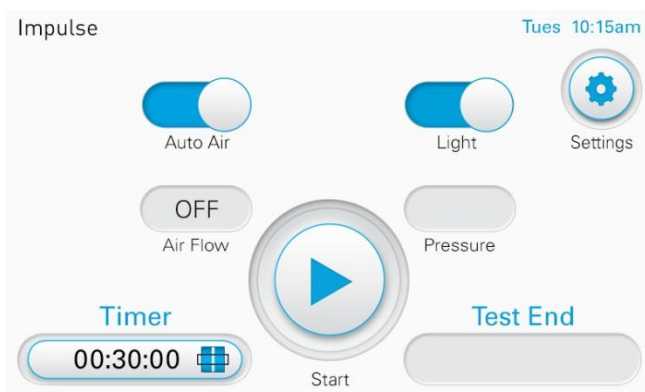 Impulse
Tues 10:15am
Auto Air
Light
Settings
OFF
Air Flow
Pressure
Timer
Test End
00:30:00
Start